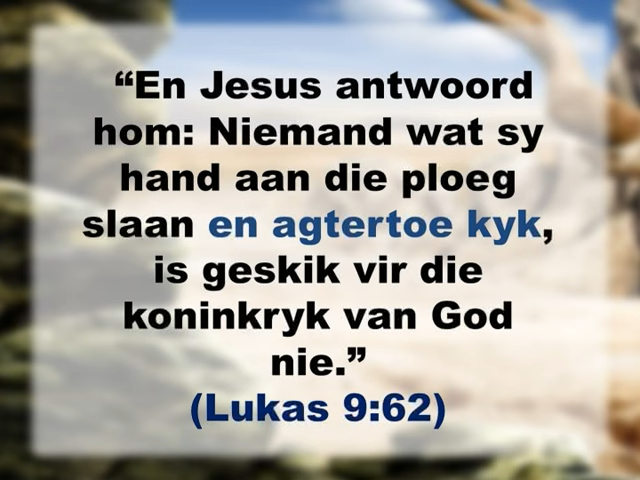 “En Jesus antwoord
hom: Niemand wat sy
hand aan die ploeg
slaan en agtertoe kyk,
is geskik vir die
koninkryk van God
nie.”
(Lukas 9:62)